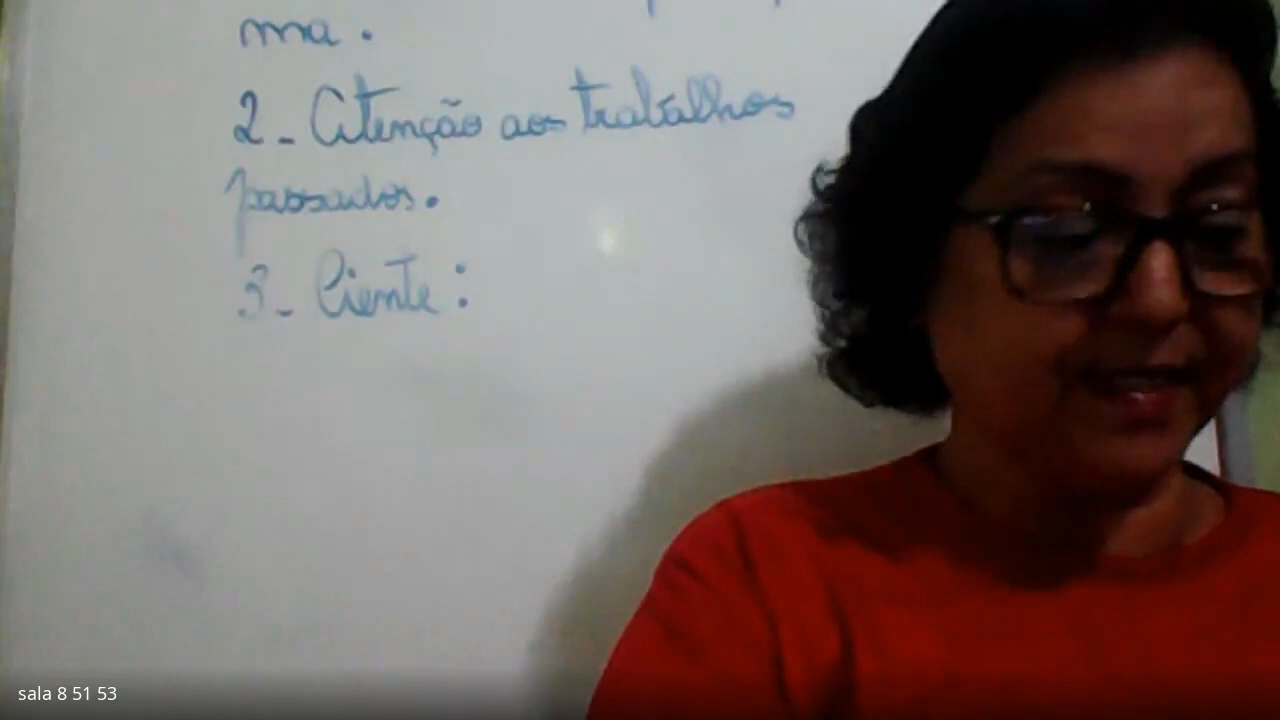 ma.
2- Atenção aos trabalhos
passados.
3- Ciente:
sala 8 51 53